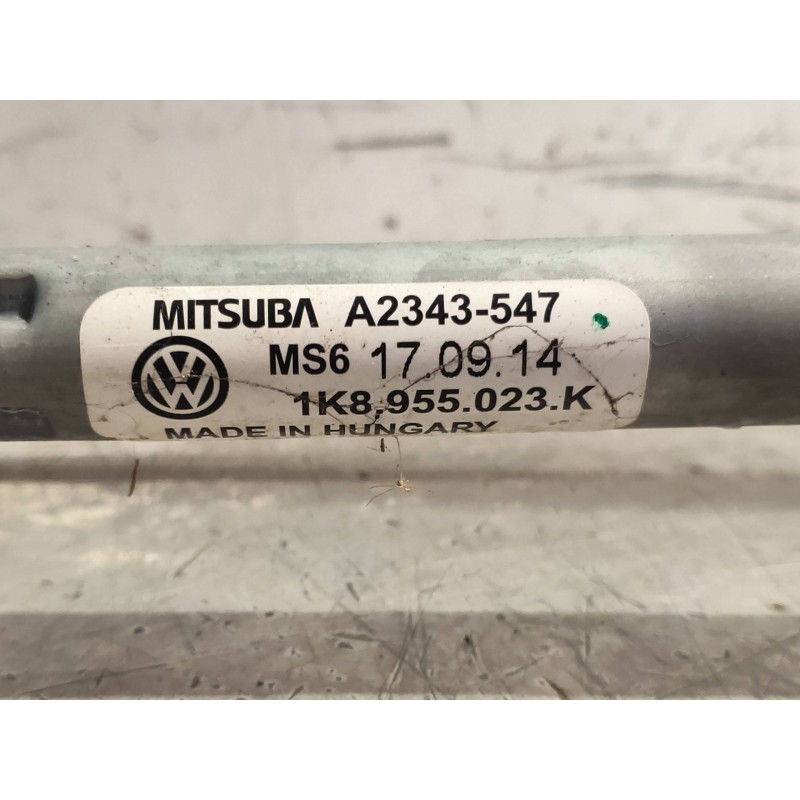 MITSUBA A2343-547
MS6 17.09.14
1K8.955.023.K
MADE IN HUNGARY